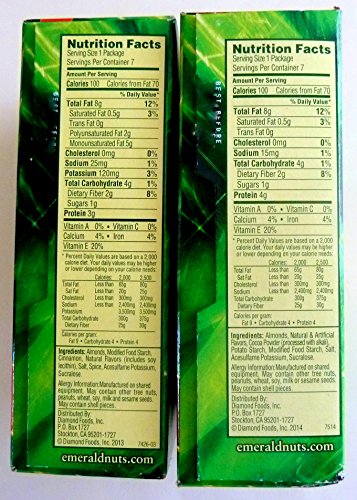 Nutrition Facts
Serving Size 1 Package
Servings Per Container 7
Amount Per Serving
Calories 100 Calories from Fat 70
% Daily Value*
Total Fat 8g 12%
Saturated Fat 0.5g 3%
Trans Fat 0g
Polyunsaturated Fat 2g
Monounsaturated Fat 5g
Cholesterol 0mg 0%
Sodium 25mg 1%
Potassium 120mg 3%
Total Carbohydrate 4g 1%
Dietary Fiber 2g 8%
Sugars 1g
Protein 3g
Vitamin A 0% • Vitamin C 0%
Calcium 4% • Iron 4%
Vitamin E 20%
* Percent Daily Values are based on a 2,000
calorie diet. Your daily values may be higher
or lower depending on your calorie needs:
Calories: 2,000 2,500
Total Fat Less than 65g 80g
Sat Fat Less than 20g 25g
Cholesterol Less than 300mg 300mg
Sodium Less than 2,400mg 2,400mg
Potassium 3,500mg 3,500mg
Total Carbohydrate 300g 375g
Dietary Fiber 25g 30g
Calories per gram:
Fat 9 • Carbohydrate 4 • Protein 4
Ingredients: Almonds, Modified Food Starch,
Cinnamon, Natural Flavors (includes soy
lecithin), Salt, Spice, Acesulfame Potassium,
Sucralose.
Allergy Information: Manufactured on shared
equipment. May contain other tree nuts,
peanuts, wheat, soy, milk and sesame seeds.
May contain shell pieces.
Distributed by:
Diamond Foods, Inc.
P.O. Box 1727
Stockton, CA 95201-1727
© Diamond Foods, Inc. 2013
7426-03
emeraldnuts.com
BEST BEFORE
Nutrition Facts
Serving Size 1 Package
Servings Per Container 7
Amount Per Serving
Calories 100 Calories from Fat 70
% Daily Value*
Total Fat 8g 12%
Saturated Fat 0.5g 3%
Trans Fat 0g
Cholesterol 0mg 0%
Sodium 15mg 1%
Total Carbohydrate 4g 1%
Dietary Fiber 2g 8%
Sugars 1g
Protein 4g
Vitamin A 0% • Vitamin C 0%
Calcium 4% • Iron 4%
Vitamin E 20%
* Percent Daily Values are based on a 2,000
calorie diet. Your daily values may be higher
or lower depending on your calorie needs:
Calories: 2,000 2,500
Total Fat Less than 65g 80g
Sat Fat Less than 20g 25g
Cholesterol Less than 300mg 300mg
Sodium Less than 2,400mg 2,400mg
Total Carbohydrate 300g 375g
Dietary Fiber 25g 30g
Calories per gram:
Fat 9 • Carbohydrate 4 • Protein 4
Ingredients: Almonds, Natural & Artificial
Flavors, Cocoa Powder (processed with alkali),
Potato Starch, Modified Food Starch, Salt,
Acesulfame Potassium, Sucralose.
Allergy Information: Manufactured on shared
equipment. May contain other tree nuts,
peanuts, wheat, soy, milk or sesame seeds.
May contain shell pieces.
Distributed by:
Diamond Foods, Inc.
P.O. Box 1727
Stockton, CA 95201-1727
© Diamond Foods, Inc. 2014
7514
emeraldnuts.com